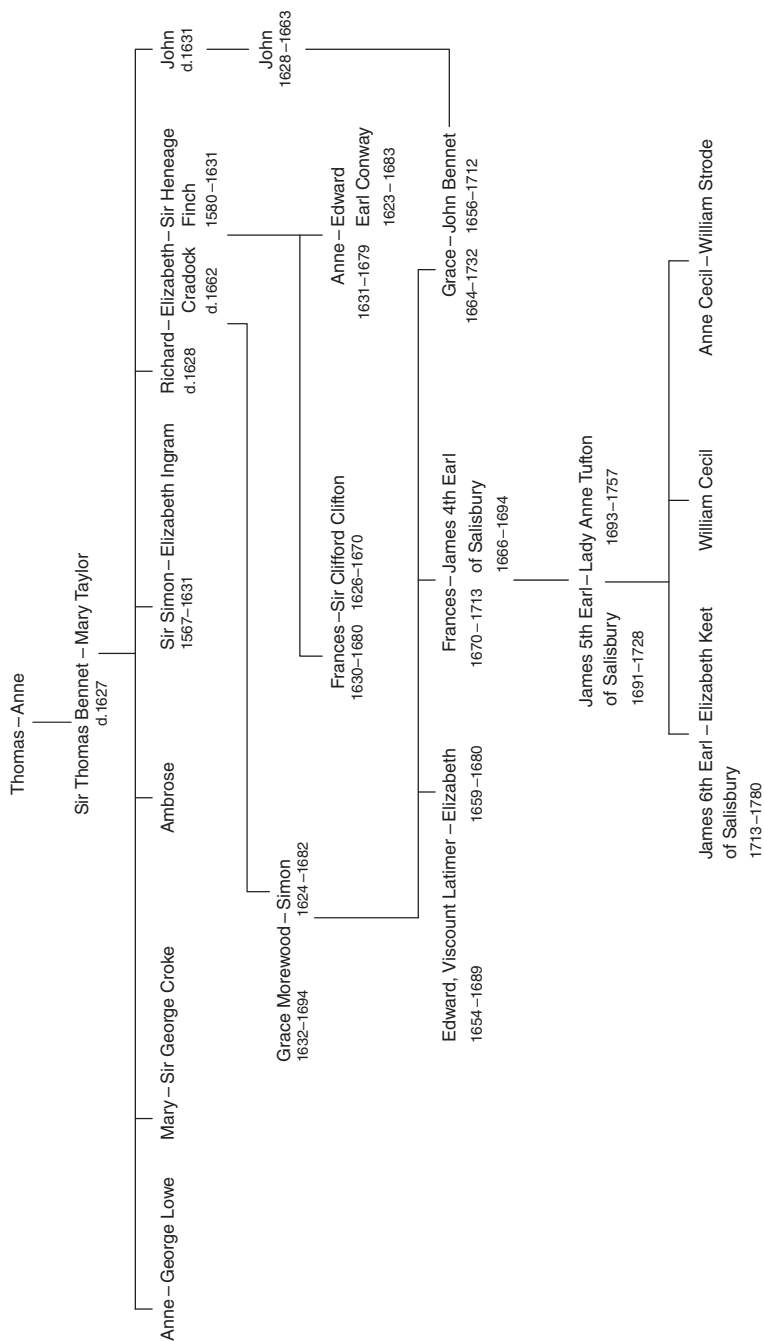 Thomas – Anne
Sir Thomas Bennet – Mary Taylor
d.1627
Anne – George Lowe
Mary – Sir George Croke
Ambrose
Sir Simon – Elizabeth Ingram
1567–1631
Richard – Elizabeth – Sir Heneage
Cradock Finch
d.1628
d.1662
1580–1631
John
d.1631
Grace Morewood – Simon
1632–1694
1624–1682
John
1628–1663
Frances – Sir Clifford Clifton
1630–1680 1626–1670
Anne – Edward
Earl Conway
1631–1679
1623–1683
Edward, Viscount Latimer – Elizabeth
1654–1689
1659–1680
Frances – James 4th Earl
of Salisbury
1670–1713
1666–1694
Grace – John Bennet
1664–1732 1656–1712
James 5th Earl – Lady Anne Tufton
of Salisbury
1693–1757
1691–1728
James 6th Earl – Elizabeth Keet
of Salisbury
1713–1780
William Cecil
Anne Cecil – William Strode